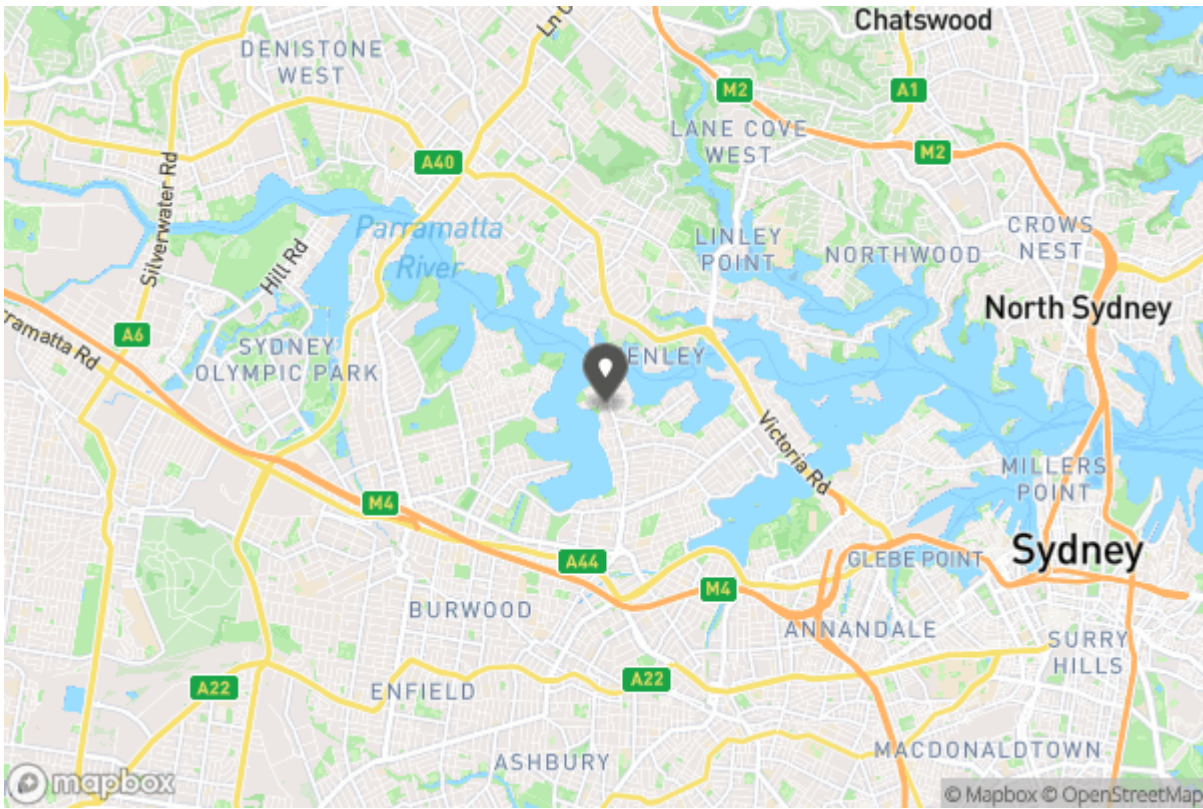 Chatswood
Ln C
DENISTONE
WEST
M2
A1
LANE COVE
WEST
M2
A40
Silverwater Rd
Parramatta
River
Hill Rd
LINLEY
POINT
NORTHWOOD
CROWS
NEST
North Sydney
arramatta Rd
A6
SYDNEY
OLYMPIC PARK
ENLEY
Victoria Rd
MILLERS
POINT
M4
A44
M4
GLEBE POINT
Sydney
BURWOOD
ANNANDALE
SURRY
HILLS
A22
ENFIELD
A22
ASHBURY
MACDONALDTOWN
mapbox
© Mapbox © OpenStreetMap